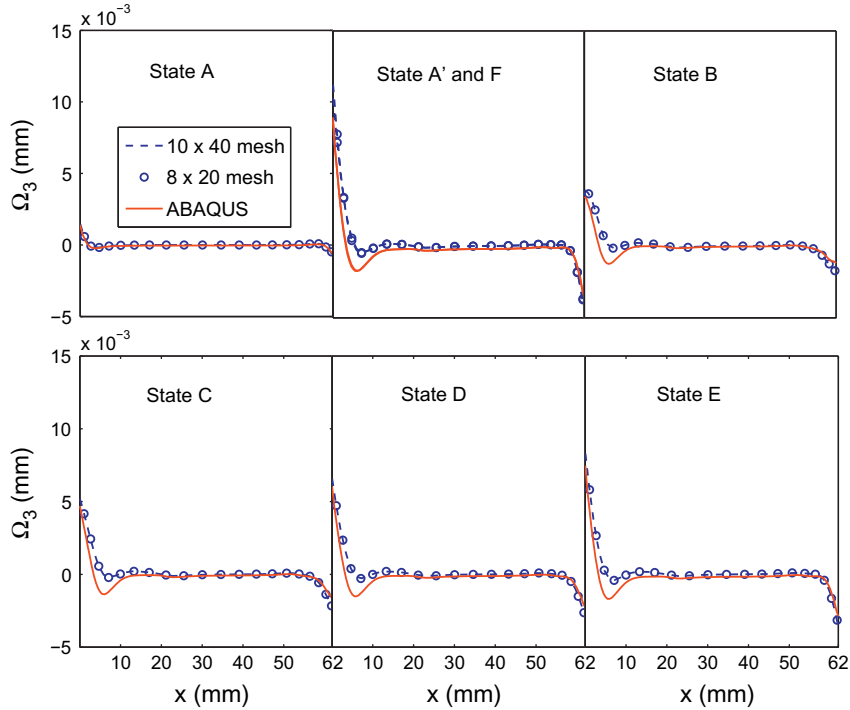 x 10⁻³
15
10
5
0
−5
Ω₃ (mm)
State A
State A' and F
State B
10 x 40 mesh
8 x 20 mesh
ABAQUS
x 10⁻³
15
10
5
0
−5
Ω₃ (mm)
State C
State D
State E
10 20 30 40 50 62 10 20 30 40 50 62 10 20 30 40 50 62
x (mm) x (mm) x (mm)